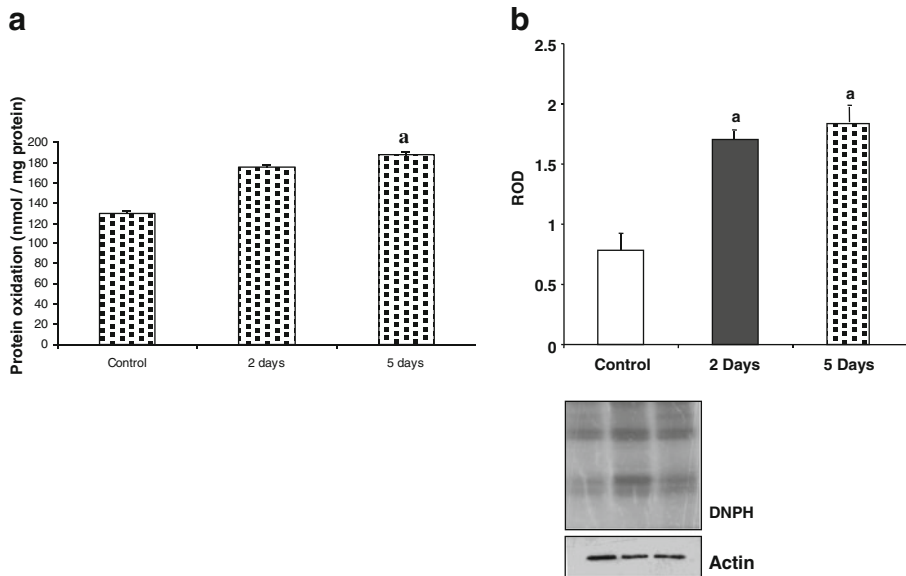 a
Protein oxidation (nmol / mg protein)
200
180
160
140
120
100
80
60
40
20
0
a
Control
2 days
5 days
b
ROD
2.5
2
1.5
1
0.5
0
a
a
Control
2 Days
5 Days
DNPH
Actin